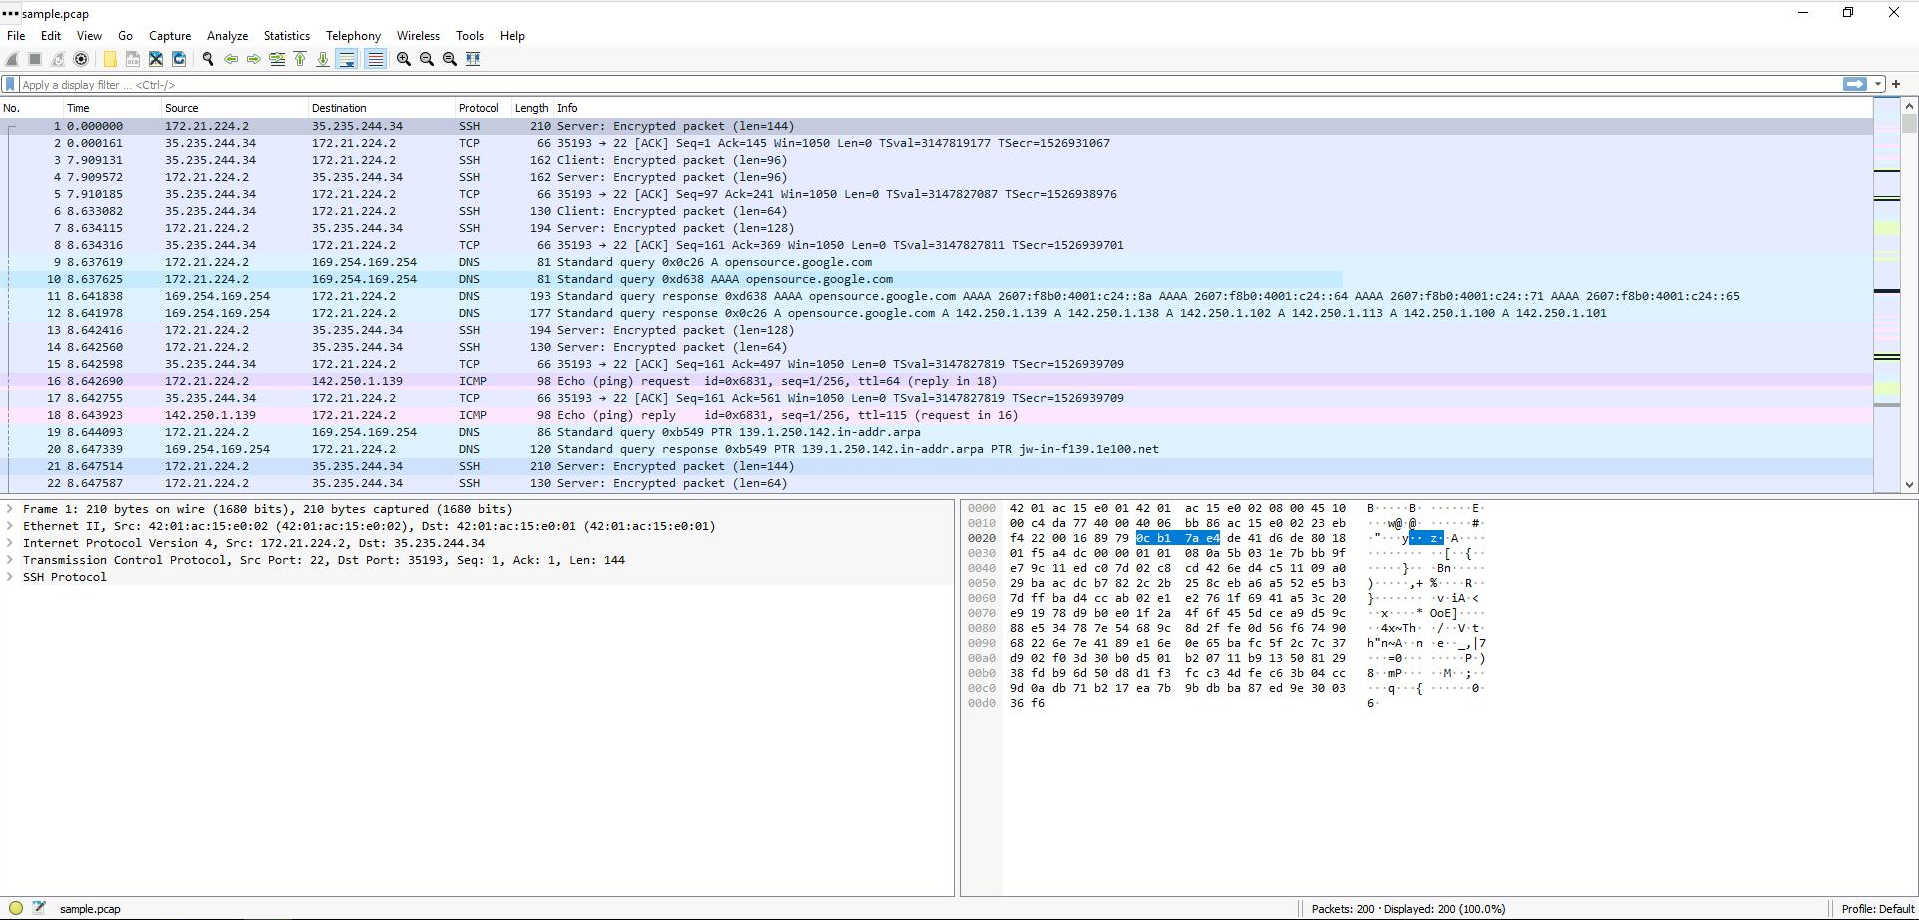 sample.pcap
File Edit View Go Capture Analyze Statistics Telephony Wireless Tools Help
Apply a display filter ... <Ctrl-/>
No. Time Source Destination Protocol Length Info
1 0.000000 172.21.224.2 35.235.244.34 SSH 210 Server: Encrypted packet (len=144)
2 0.000161 35.235.244.34 172.21.224.2 TCP 66 35193 → 22 [ACK] Seq=1 Ack=145 Win=1050 Len=0 TSval=3147819177 TSecr=1526931067
3 7.909131 35.235.244.34 172.21.224.2 SSH 162 Client: Encrypted packet (len=96)
4 7.909572 172.21.224.2 35.235.244.34 SSH 162 Server: Encrypted packet (len=96)
5 7.910185 35.235.244.34 172.21.224.2 TCP 66 35193 → 22 [ACK] Seq=97 Ack=241 Win=1050 Len=0 TSval=3147827087 TSecr=1526938976
6 8.633082 35.235.244.34 172.21.224.2 SSH 130 Client: Encrypted packet (len=64)
7 8.634115 172.21.224.2 35.235.244.34 SSH 194 Server: Encrypted packet (len=128)
8 8.634316 35.235.244.34 172.21.224.2 TCP 66 35193 → 22 [ACK] Seq=161 Ack=369 Win=1050 Len=0 TSval=3147827811 TSecr=1526939701
9 8.637619 172.21.224.2 169.254.169.254 DNS 81 Standard query 0x0c26 A opensource.google.com
10 8.637625 172.21.224.2 169.254.169.254 DNS 81 Standard query 0xd638 AAAA opensource.google.com
11 8.641838 169.254.169.254 172.21.224.2 DNS 193 Standard query response 0xd638 AAAA opensource.google.com AAAA 2607:f8b0:4001:c24::8a AAAA 2607:f8b0:4001:c24::64 AAAA 2607:f8b0:4001:c24::71 AAAA 2607:f8b0:4001:c24::65
12 8.641978 169.254.169.254 172.21.224.2 DNS 177 Standard query response 0x0c26 A opensource.google.com A 142.250.1.139 A 142.250.1.138 A 142.250.1.102 A 142.250.1.113 A 142.250.1.100 A 142.250.1.101
13 8.642416 172.21.224.2 35.235.244.34 SSH 194 Server: Encrypted packet (len=128)
14 8.642560 172.21.224.2 35.235.244.34 SSH 130 Server: Encrypted packet (len=64)
15 8.642598 35.235.244.34 172.21.224.2 TCP 66 35193 → 22 [ACK] Seq=161 Ack=497 Win=1050 Len=0 TSval=3147827819 TSecr=1526939709
16 8.642690 172.21.224.2 142.250.1.139 ICMP 98 Echo (ping) request id=0x6831, seq=1/256, ttl=64 (reply in 18)
17 8.642755 35.235.244.34 172.21.224.2 TCP 66 35193 → 22 [ACK] Seq=161 Ack=561 Win=1050 Len=0 TSval=3147827819 TSecr=1526939709
18 8.643923 142.250.1.139 172.21.224.2 ICMP 98 Echo (ping) reply id=0x6831, seq=1/256, ttl=115 (request in 16)
19 8.644093 172.21.224.2 169.254.169.254 DNS 86 Standard query 0xb549 PTR 139.1.250.142.in-addr.arpa
20 8.647339 169.254.169.254 172.21.224.2 DNS 120 Standard query response 0xb549 PTR 139.1.250.142.in-addr.arpa PTR jw-in-f139.1e100.net
21 8.647514 172.21.224.2 35.235.244.34 SSH 210 Server: Encrypted packet (len=144)
22 8.647587 172.21.224.2 35.235.244.34 SSH 130 Server: Encrypted packet (len=64)
Frame 1: 210 bytes on wire (1680 bits), 210 bytes captured (1680 bits)
Ethernet II, Src: 42:01:ac:15:e0:02 (42:01:ac:15:e0:02), Dst: 42:01:ac:15:e0:01 (42:01:ac:15:e0:01)
Internet Protocol Version 4, Src: 172.21.224.2, Dst: 35.235.244.34
Transmission Control Protocol, Src Port: 22, Dst Port: 35193, Seq: 1, Ack: 1, Len: 144
SSH Protocol
0000 42 01 ac 15 e0 01 42 01 ac 15 e0 02 08 00 45 10 B·····B· ······E·
0010 00 c4 da 77 40 00 40 06 bb 86 ac 15 e0 02 23 eb ···w@·@· ······#·
0020 f4 22 00 16 89 79 0c b1 7a e4 de 41 d6 de 80 18 ·"···y·· z··A····
0030 01 f5 a4 dc 00 00 01 01 08 0a 5b 03 1e 7b bb 9f ········ ··[··{··
0040 e7 9c 11 ed c0 7d 02 c8 cd 42 6e d4 c5 11 09 a0 ·····}·· ·Bn·····
0050 29 ba ac dc b7 82 2c 2b 25 8c eb a6 a5 52 e5 b3 )·····,+ %····R··
0060 7d ff ba d4 cc ab 02 e1 e2 76 1f 69 41 a5 3c 20 }······· ·v·iA·<
0070 e9 19 78 d9 b0 e0 1f 2a 4f 6f 45 5d ce a9 d5 9c ··x····* OoE]····
0080 88 e5 34 78 7e 54 68 9c 8d 2f fe 0d 56 f6 74 90 ··4x~Th· ·/··V·t·
0090 68 22 6e 7e 41 89 e1 6e 0e 65 ba fc 5f 2c 7c 37 h"n~A··n ·e··_,|7
00a0 d9 02 f0 3d 30 b0 d5 01 b2 07 11 b9 13 50 81 29 ···=0··· ·····P·)
00b0 38 fd b9 6d 50 d8 d1 f3 fc c3 4d fe c6 3b 04 cc 8··mP··· ··M··;··
00c0 9d 0a db 71 b2 17 ea 7b 9b db ba 87 ed 9e 30 03 ···q···{ ······0·
00d0 36 f6 6·
sample.pcap
Packets: 200 · Displayed: 200 (100.0%)
Profile: Default